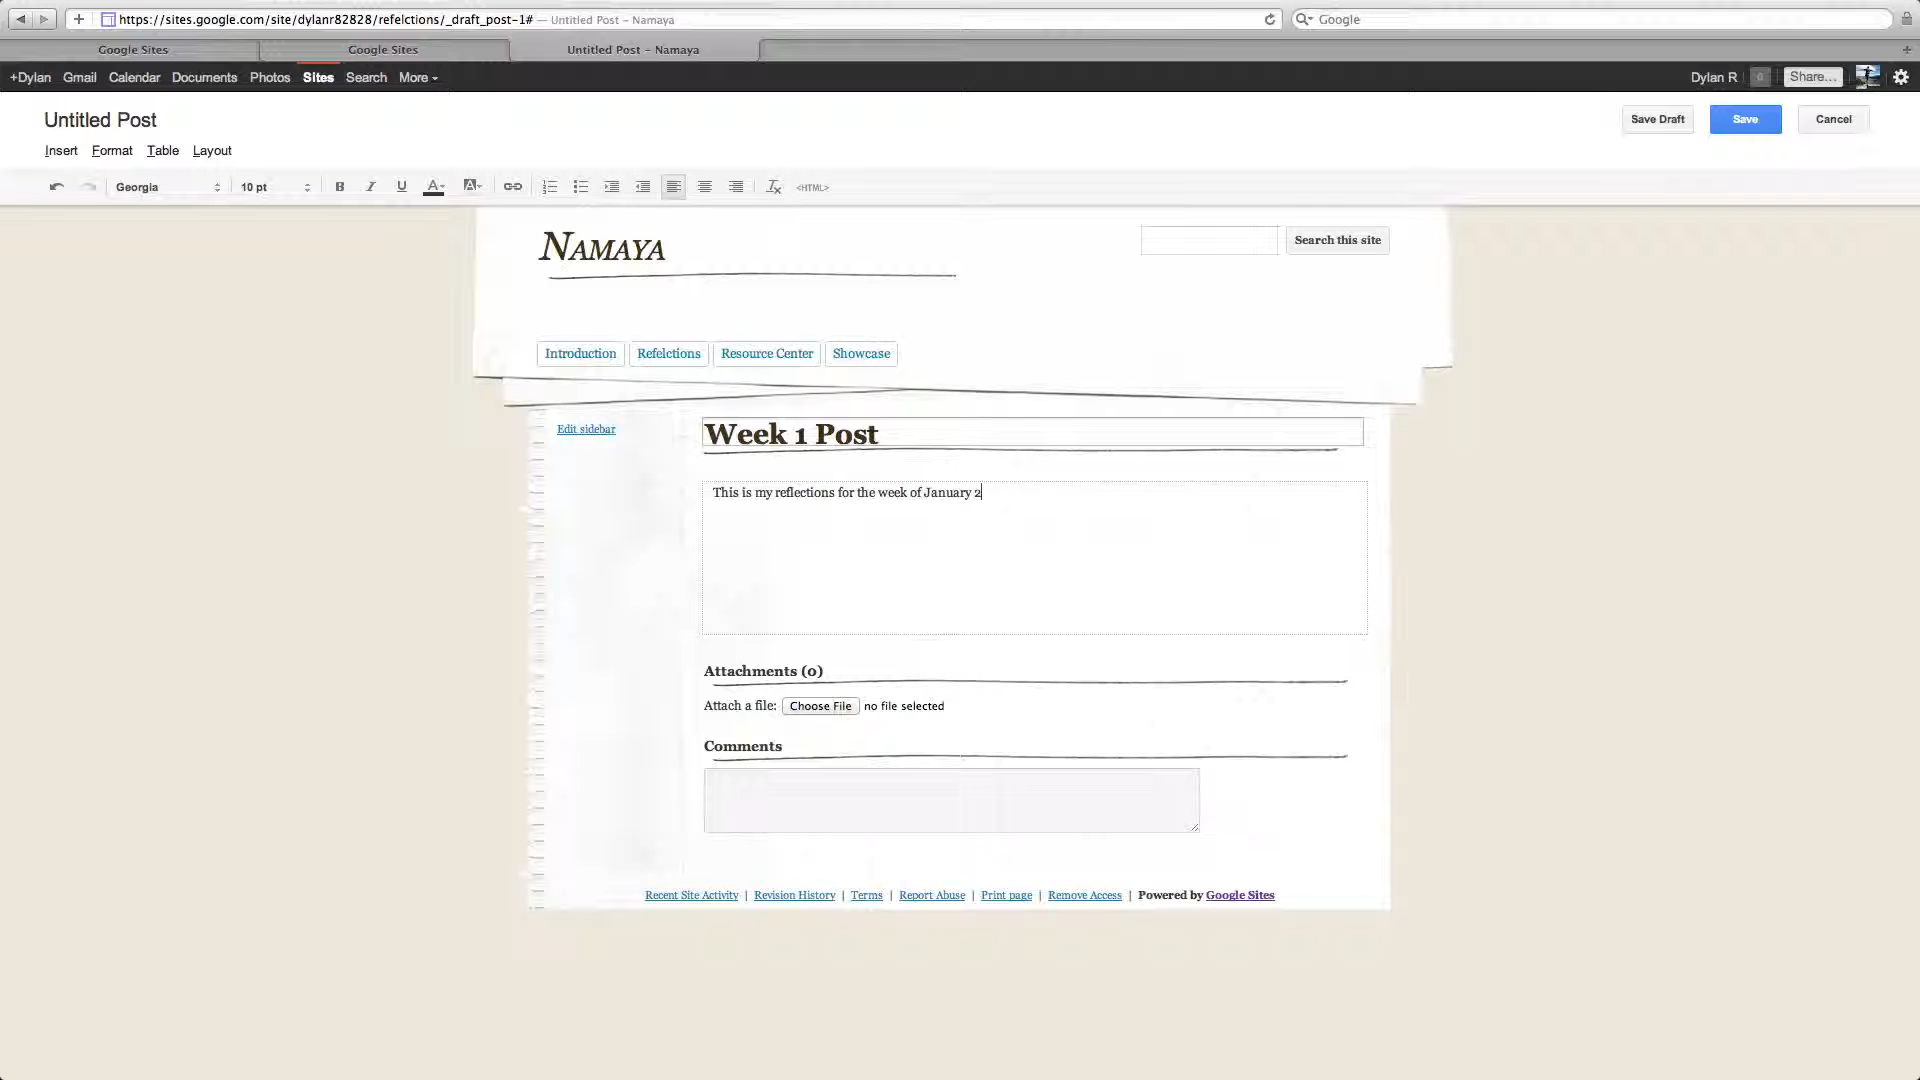 https://sites.google.com/site/dylanr82828/refelctions/_draft_post-1# — Untitled Post – Namaya
Google
Google Sites
Google Sites
Untitled Post – Namaya
+Dylan Gmail Calendar Documents Photos Sites Search More
Dylan R 0 Share...
Untitled Post
Save Draft Save Cancel
Insert Format Table Layout
Georgia 10 pt B I U A A <HTML>
Namaya
Search this site
Introduction Refelctions Resource Center Showcase
Edit sidebar
Week 1 Post
This is my reflections for the week of January 2
Attachments (0)
Attach a file: Choose File no file selected
Comments
Recent Site Activity | Revision History | Terms | Report Abuse | Print page | Remove Access | Powered by Google Sites